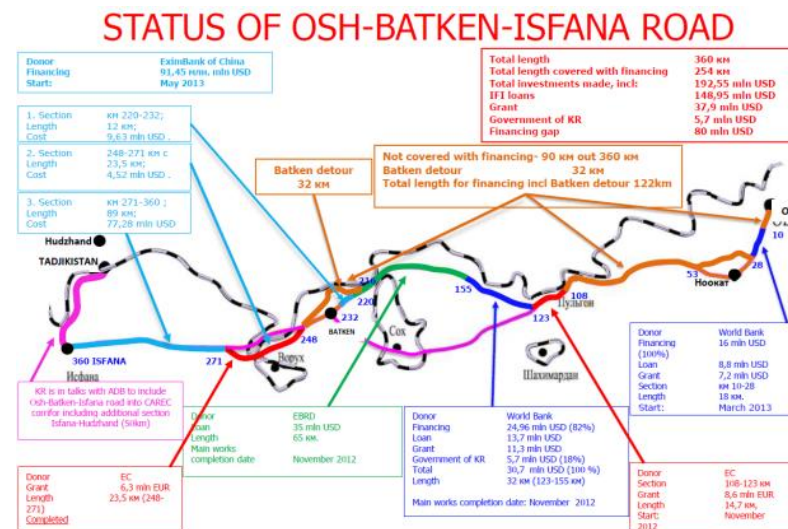 STATUS OF OSH-BATKEN-ISFANA ROAD
Donor EximBank of China
Financing 91,45 млн. mln USD
Start: May 2013
Total length 360 км
Total length covered with financing 254 км
Total investments made, incl: 192,55 mln USD
IFI loans 148,95 mln USD
Grant 37,9 mln USD
Government of KR 5,7 mln USD
Financing gap 80 mln USD
1. Section км 220-232;
Length 12 км;
Cost 9,63 mln USD .
2. Section 248-271 км с
Length 23,5 км;
Cost 4,52 mln USD .
3. Section км 271-360 ;
Length 89 км;
Cost 77,28 mln USD
Batken detour
32 км
Not covered with financing- 90 км out 360 км
Batken detour 32 км
Total length for financing incl Batken detour 122km
Hudzhand
TADJIKISTAN
10
28
53
Ноокат
108
Пульгон
123
155
216
220
232
BATKEN
248
271
360 ISFANA
Исфана
Ворух
Сох
Шахимардан
KR is in talks with ADB to include
Osh-Batken-Isfana road into CAREC
corrifor including additional section
Isfana-Hudzhand (50km)
Donor EBRD
Loan 35 mln USD
Length 65 км.
Main works
completion date November 2012
Donor World Bank
Financing 24,96 mln USD (82%)
Loan 13,7 mln USD
Grant 11,3 mln USD
Government of KR 5,7 mln USD (18%)
Total 30,7 mln USD (100 %)
Length 32 км (123-155 км)
Main works completion date: November 2012
Donor World Bank
Financing 16 mln USD
(100%)
Loan 8,8 mln USD
Grant 7,2 mln USD
Section км 10-28
Length 18 км.
Start: March 2013
Donor EC
Grant 6,3 mln EUR
Length 23,5 км (248-
271)
Completed
Donor EC
Section 108-123 км
Grant 8,6 mln EUR
Length 14,7 км,
Start: November
2012